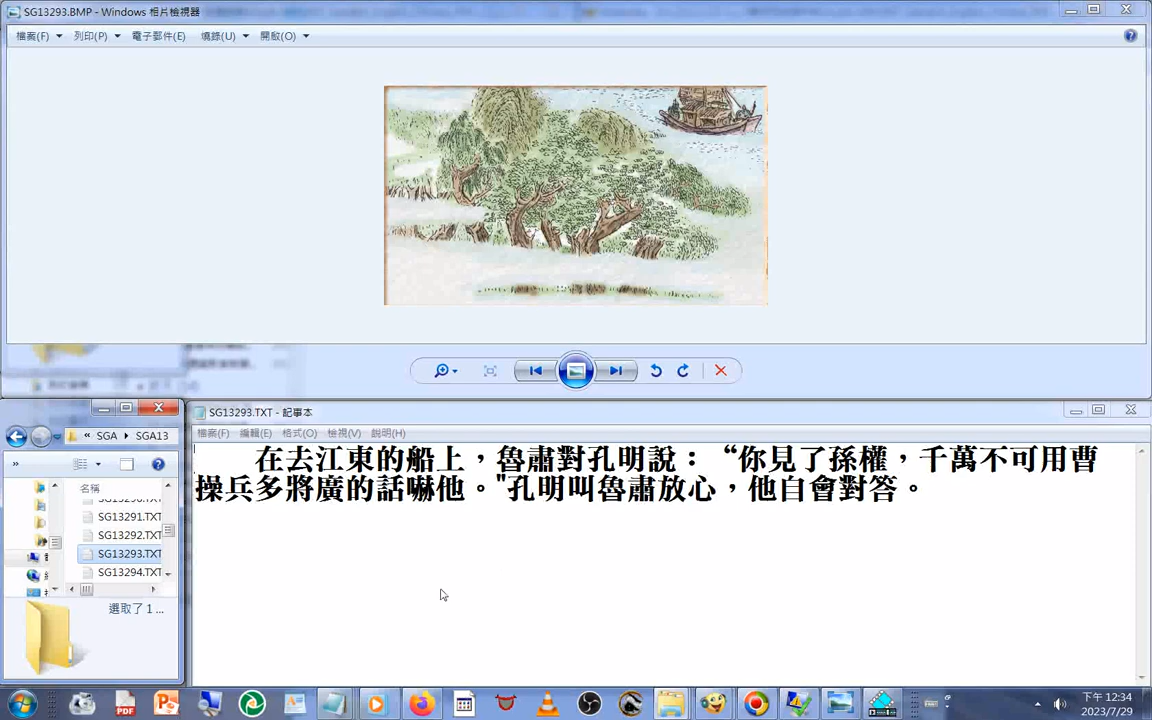 SG13293.BMP - Windows 相片檢視器
檔案(F) 列印(P) 電子郵件(E) 燒錄(U) 開啟(O)
SG13293.TXT - 記事本
檔案(F) 編輯(E) 格式(O) 檢視(V) 說明(H)
在去江東的船上，魯肅對孔明說：“你見了孫權，千萬不可用曹
操兵多將廣的話嚇他。"孔明叫魯肅放心，他自會對答。
« SGA SGA13
»
名稱
SG13291.TXT
SG13292.TXT
SG13293.TXT
SG13294.TXT
選取了 1 ...
PDF
下午 12:34
2023/7/29